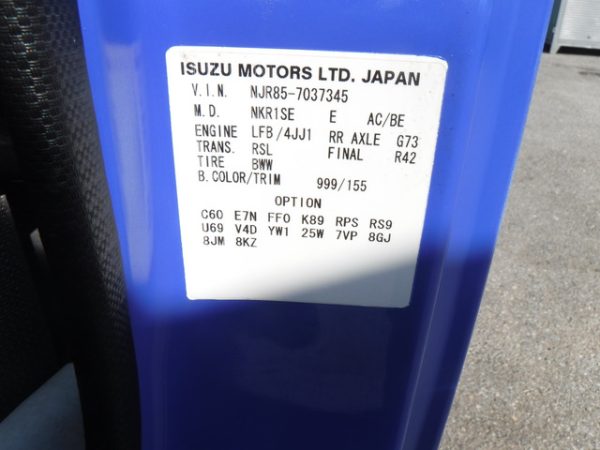 ISUZU MOTORS LTD. JAPAN
V.I.N. NJR85-7037345
M.D. NKR1SE E AC/BE
ENGINE LFB/4JJ1 RR AXLE G73
TRANS. RSL FINAL R42
TIRE BWW
B.COLOR/TRIM 999/155
OPTION
C60 E7N FF0 K89 RPS RS9
U69 V4D YW1 25W 7VP 8GJ
8JM 8KZ